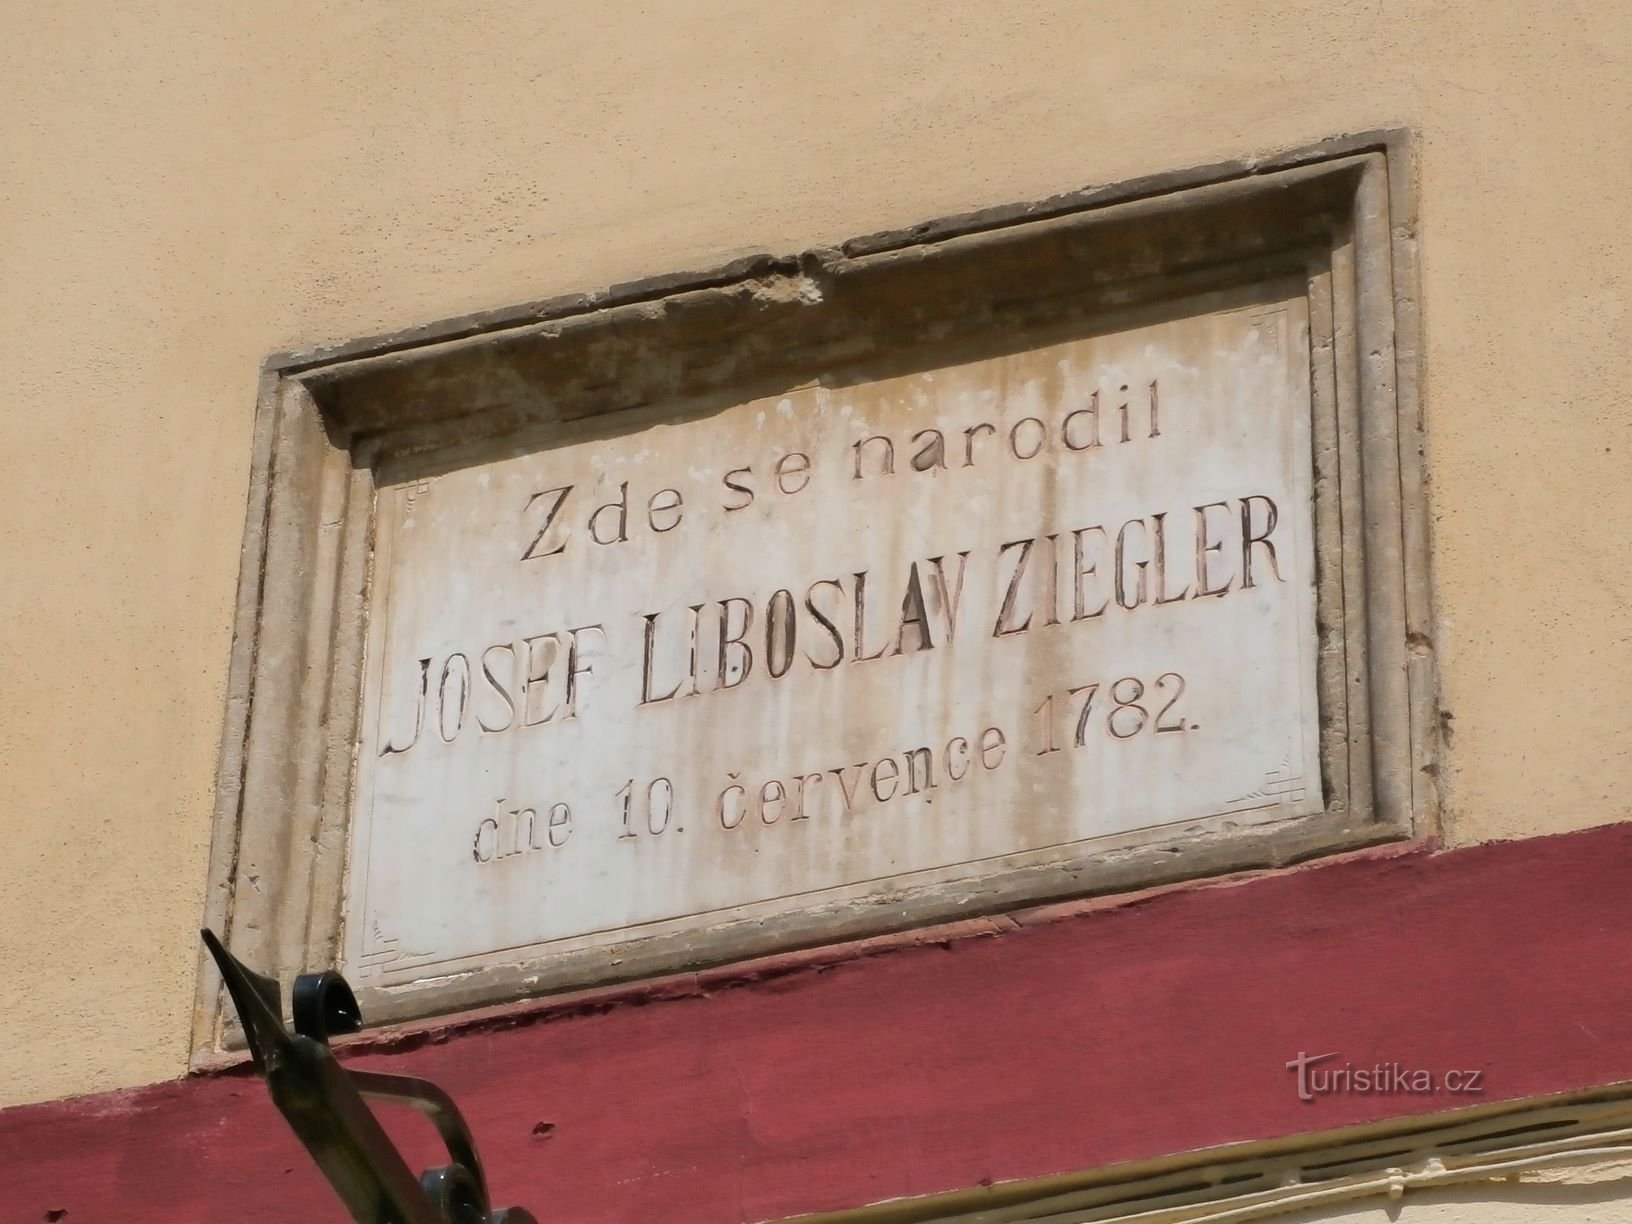 Zde se narodil
JOSEF LIBOSLAV ZIEGLER
dne 10. července 1782.
Turistika.cz